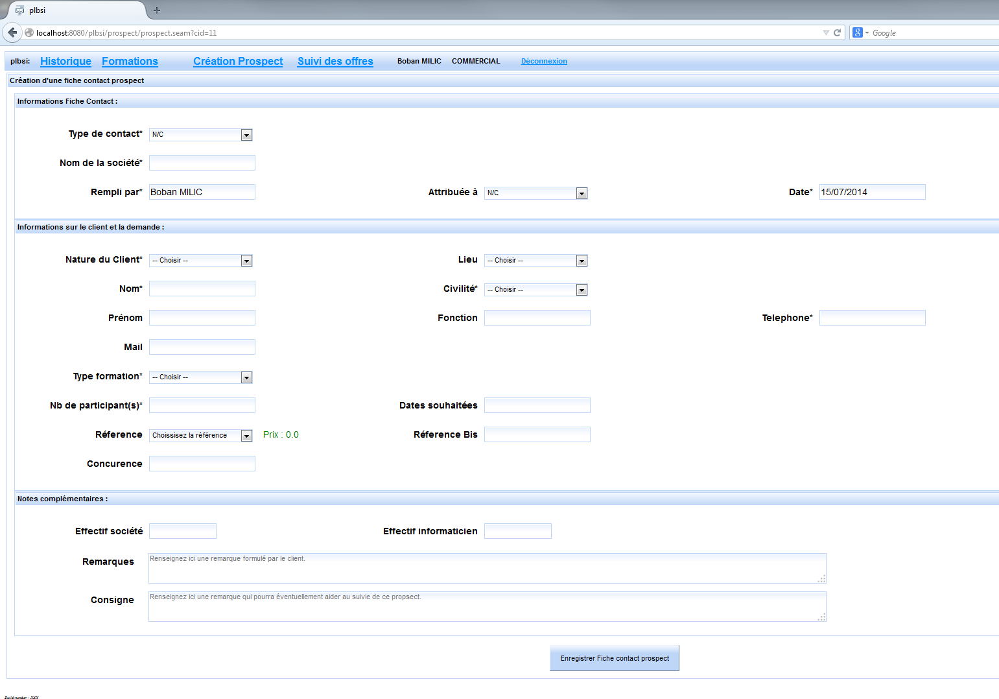 plbsi
localhost:8080/plbsi/prospect/prospect.seam?cid=11
Google
plbsi: Historique Formations Création Prospect Suivi des offres Boban MILIC COMMERCIAL Déconnexion
Création d'une fiche contact prospect
Informations Fiche Contact :
Type de contact* N/C
Nom de la société*
Rempli par* Boban MILIC Attribuée à N/C Date* 15/07/2014
Informations sur le client et la demande :
Nature du Client* -- Choisir -- Lieu -- Choisir --
Nom* Civilité* -- Choisir --
Prénom Fonction Telephone*
Mail
Type formation* -- Choisir --
Nb de participant(s)* Dates souhaitées
Réference Choissisez la référence Prix : 0.0 Réference Bis
Concurence
Notes complémentaires :
Effectif société Effectif informaticien
Remarques Renseignez ici une remarque formulé par le client.
Consigne Renseignez ici une remarque qui pourra éventuellement aider au suivie de ce propsect.
Enregistrer Fiche contact prospect
Build-number : XXX